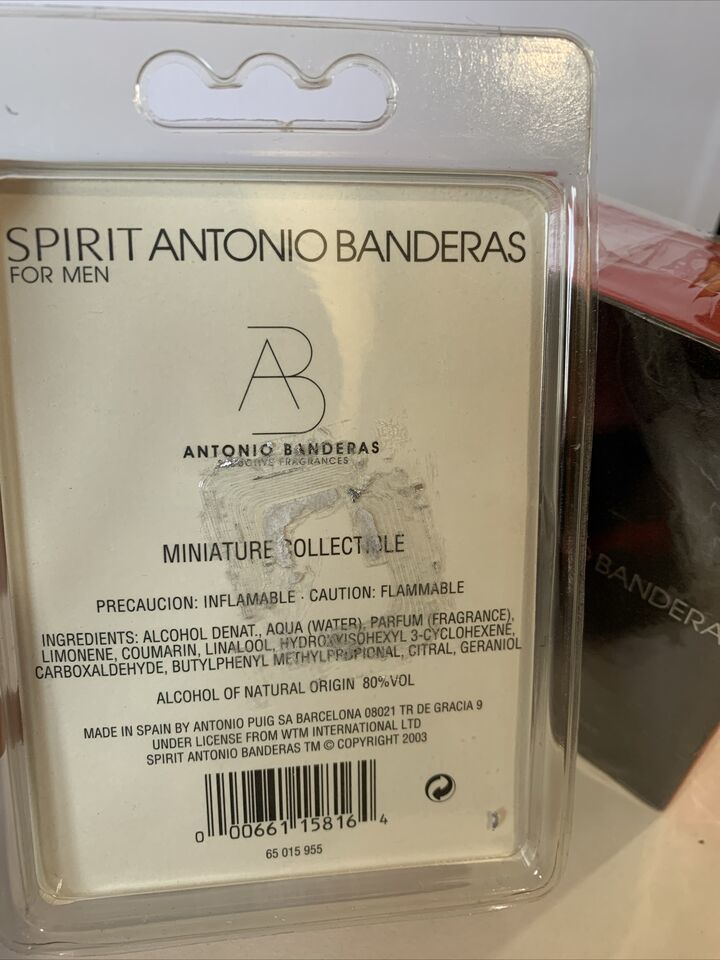 SPIRIT ANTONIO BANDERAS
FOR MEN
AB
ANTONIO BANDERAS
FRAGRANCES
MINIATURE COLLECTIBLE
PRECAUCION: INFLAMABLE · CAUTION: FLAMMABLE
INGREDIENTS: ALCOHOL DENAT., AQUA (WATER), PARFUM (FRAGRANCE),
LIMONENE, COUMARIN, LINALOOL, HYDROXYISOHEXYL 3-CYCLOHEXENE,
CARBOXALDEHYDE, BUTYLPHENYL METHYLPROPIONAL, CITRAL, GERANIOL
ALCOHOL OF NATURAL ORIGIN 80%VOL
MADE IN SPAIN BY ANTONIO PUIG SA BARCELONA 08021 TR DE GRACIA 9
UNDER LICENSE FROM WTM INTERNATIONAL LTD
SPIRIT ANTONIO BANDERAS TM © COPYRIGHT 2003
0 00661 15816 4
65 015 955
BANDERA